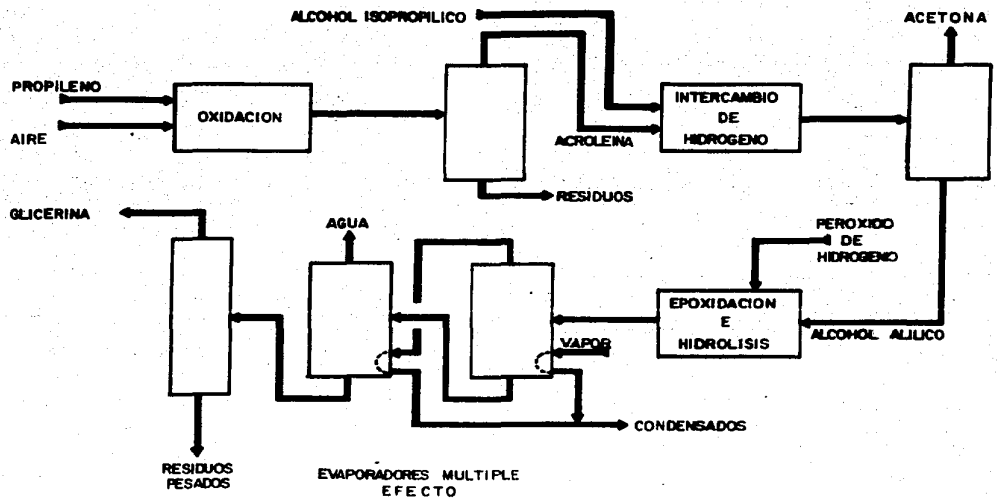 ALCOHOL ISOPROPILICO
ACETONA
PROPILENO
OXIDACION
INTERCAMBIO
DE
HIDROGENO
AIRE
ACROLEINA
RESIDUOS
GLICERINA
AGUA
PEROXIDO
DE
HIDROGENO
EPOXIDACION
E
HIDROLISIS
VAPOR
ALCOHOL ALILICO
CONDENSADOS
RESIDUOS
PESADOS
EVAPORADORES MULTIPLE
EFECTO